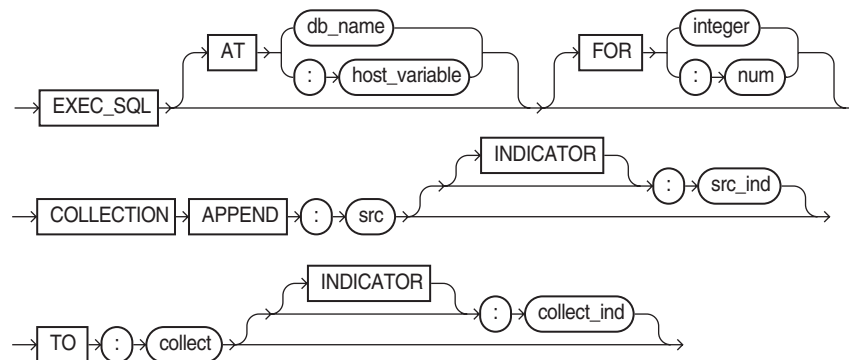 db_name integer
AT FOR
: host_variable : num
EXEC_SQL
INDICATOR
: src_ind
COLLECTION APPEND : src
INDICATOR
: collect_ind
TO : collect